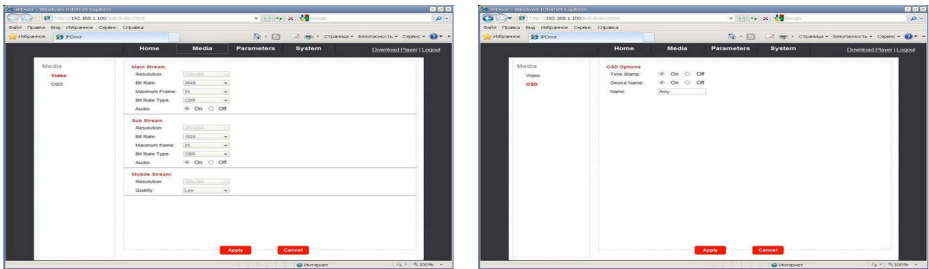 IPDoor - Windows Internet Explorer
192.168.1.100
Google
Файл Правка Вид Избранное Сервис Справка
Избранное IPDoor
Страница Безопасность Сервис
Home Media Parameters System Download Player | Logout
Media
Video
OSD
Main Stream
Resolution:
Bit Rate: 2048
Maximum Frame: 25
Bit Rate Type: CBR
Audio: On Off
Sub Stream
Resolution:
Bit Rate: 1024
Maximum frame: 25
Bit Rate Type: CBR
Audio: On Off
Mobile Stream:
Resolution:
Quality: Low
Apply Cancel
Интернет 100%
IPDoor - Windows Internet Explorer
192.168.1.100
Google
Файл Правка Вид Избранное Сервис Справка
Избранное IPDoor
Страница Безопасность Сервис
Home Media Parameters System Download Player | Logout
Media
Video
OSD
OSD Options
Time Stamp: On Off
Device Name: On Off
Name: Amy
Apply Cancel
Интернет 100%